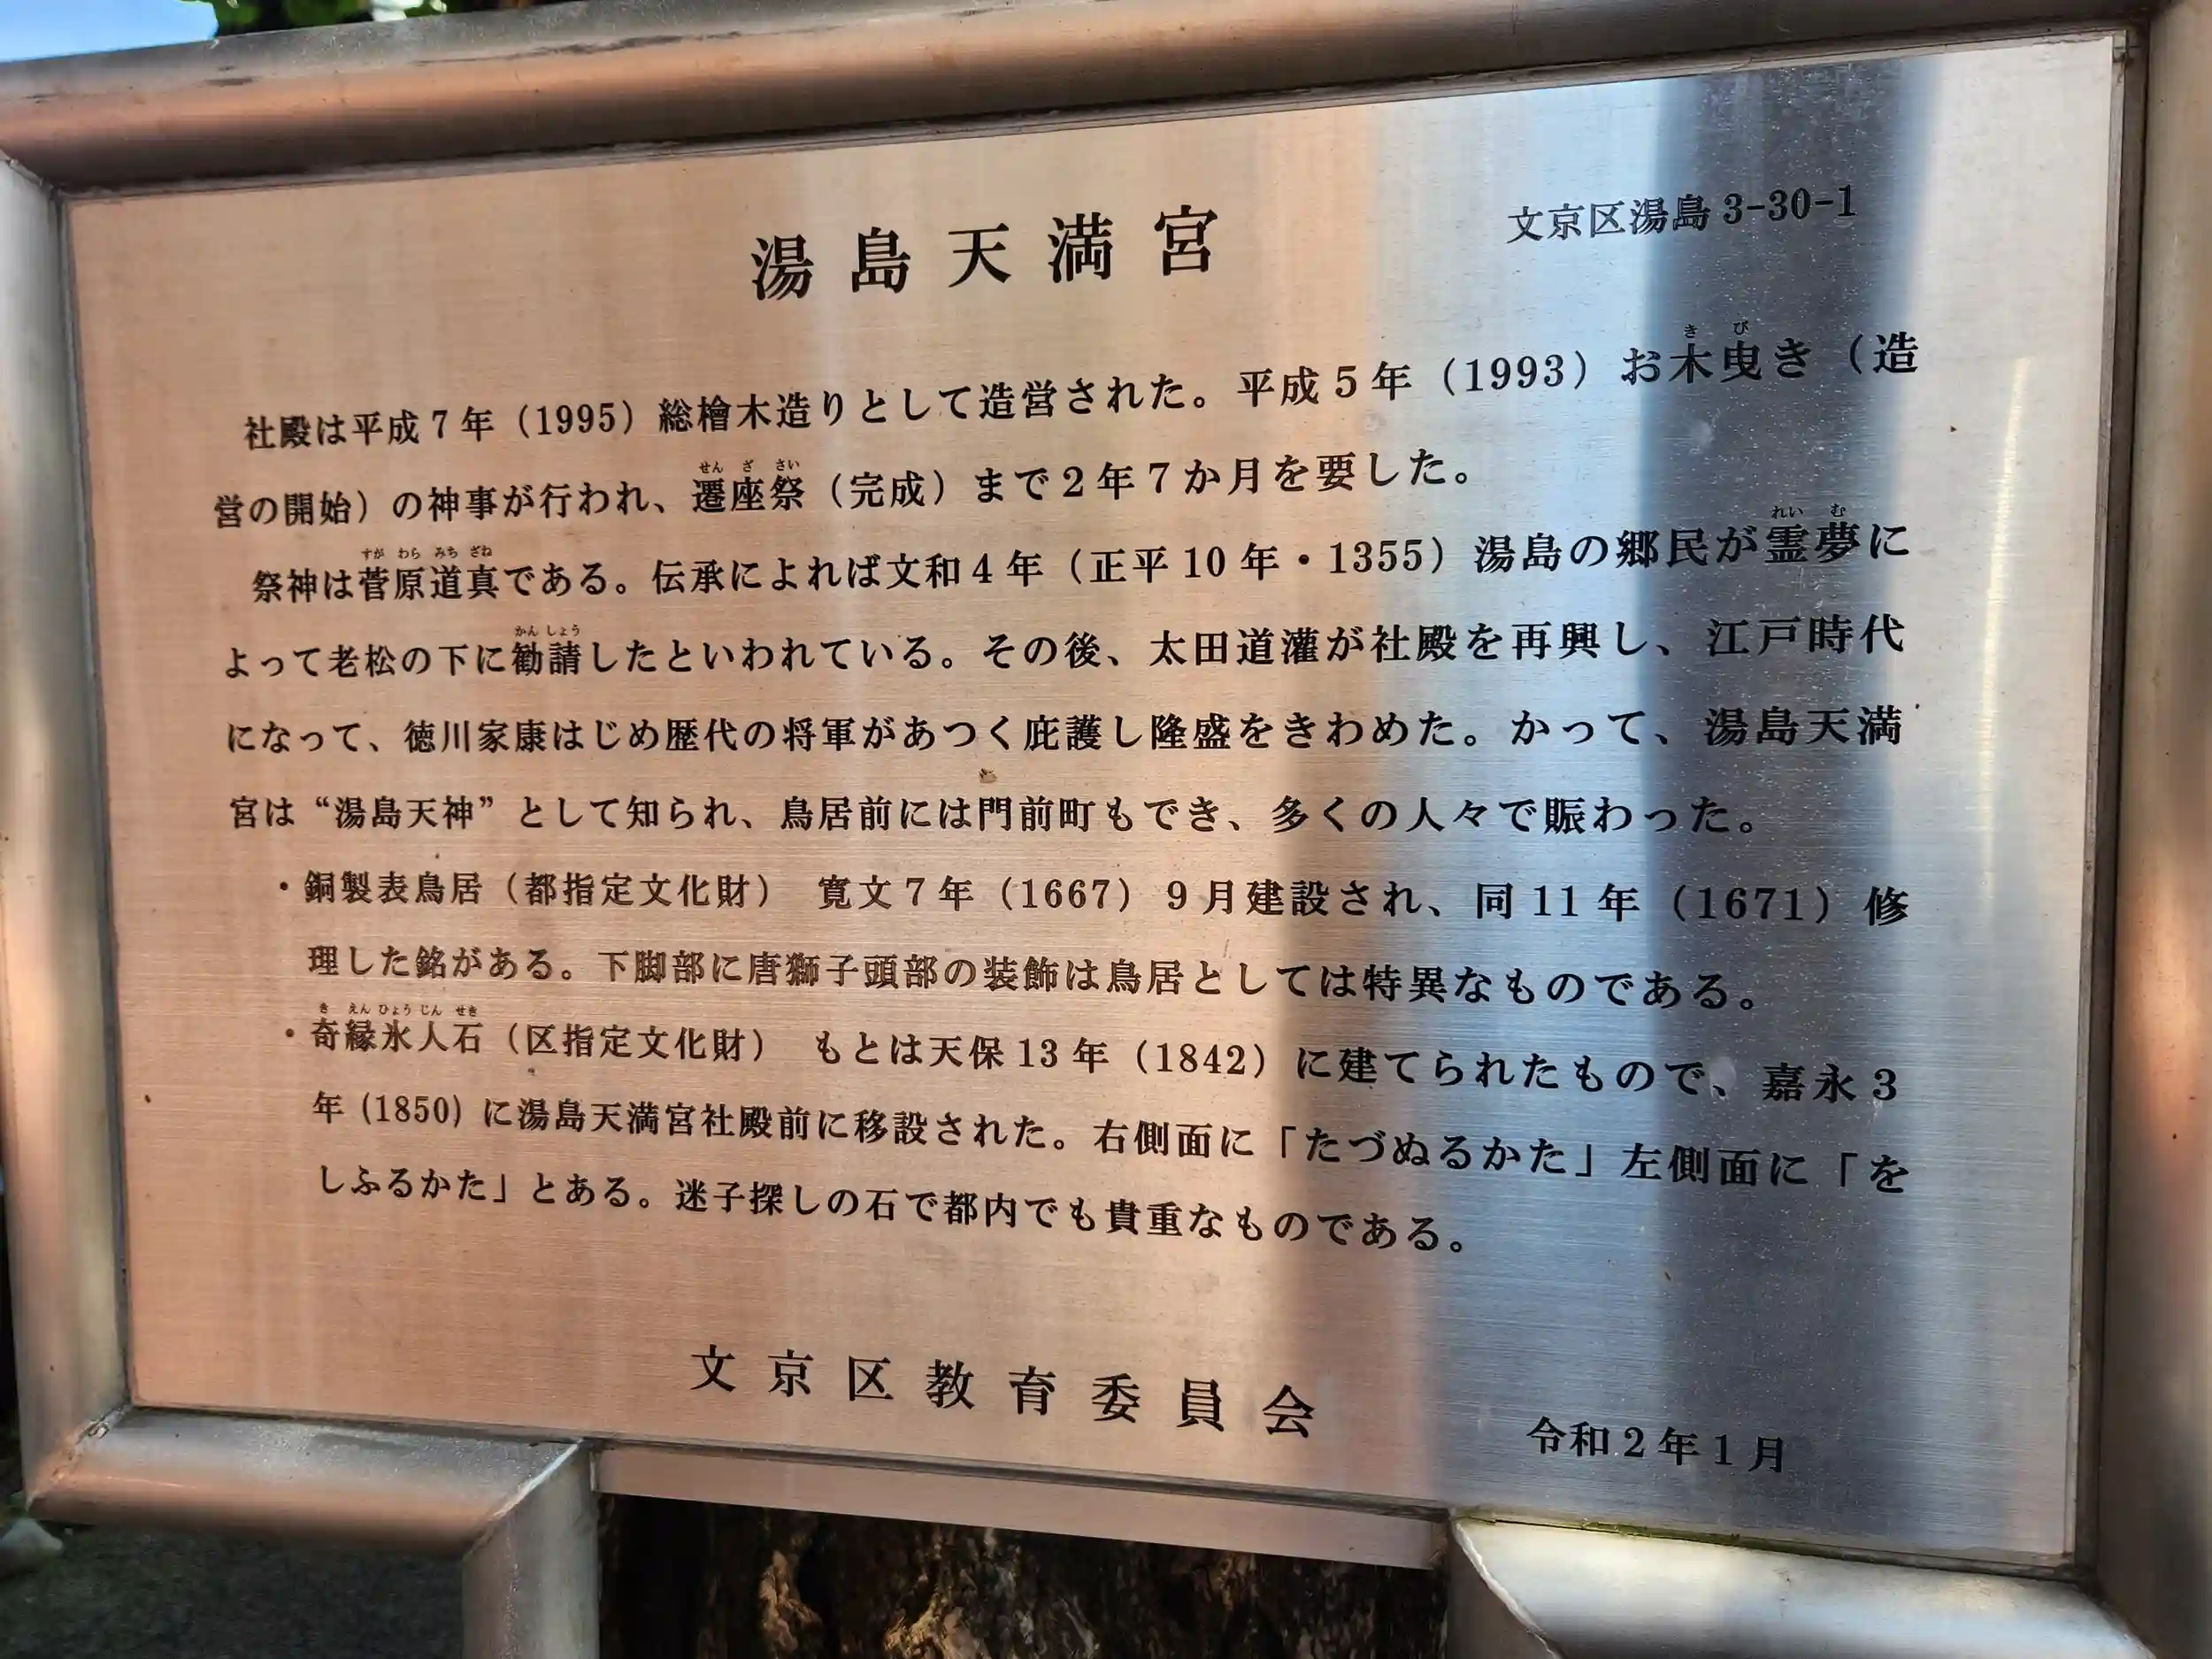 湯島天満宮
文京区湯島3-30-1
社殿は平成7年（1995）総檜木造りとして造営された。平成5年（1993）お木曳き（造
営の開始）の神事が行われ、遷座祭（完成）まで2年7か月を要した。
祭神は菅原道真である。伝承によれば文和4年（正平10年・1355）湯島の郷民が霊夢に
よって老松の下に勧請したといわれている。その後、太田道灌が社殿を再興し、江戸時代
になって、徳川家康はじめ歴代の将軍があつく庇護し隆盛をきわめた。かって、湯島天満
宮は“湯島天神”として知られ、鳥居前には門前町もでき、多くの人々で賑わった。
・銅製表鳥居（都指定文化財）　寛文7年（1667）9月建設され、同11年（1671）修
理した銘がある。下脚部に唐獅子頭部の装飾は鳥居としては特異なものである。
・奇縁氷人石（区指定文化財）　もとは天保13年（1842）に建てられたもので、嘉永3
年(1850)に湯島天満宮社殿前に移設された。右側面に「たづぬるかた」左側面に「を
しふるかた」とある。迷子探しの石で都内でも貴重なものである。
文京区教育委員会
令和2年1月